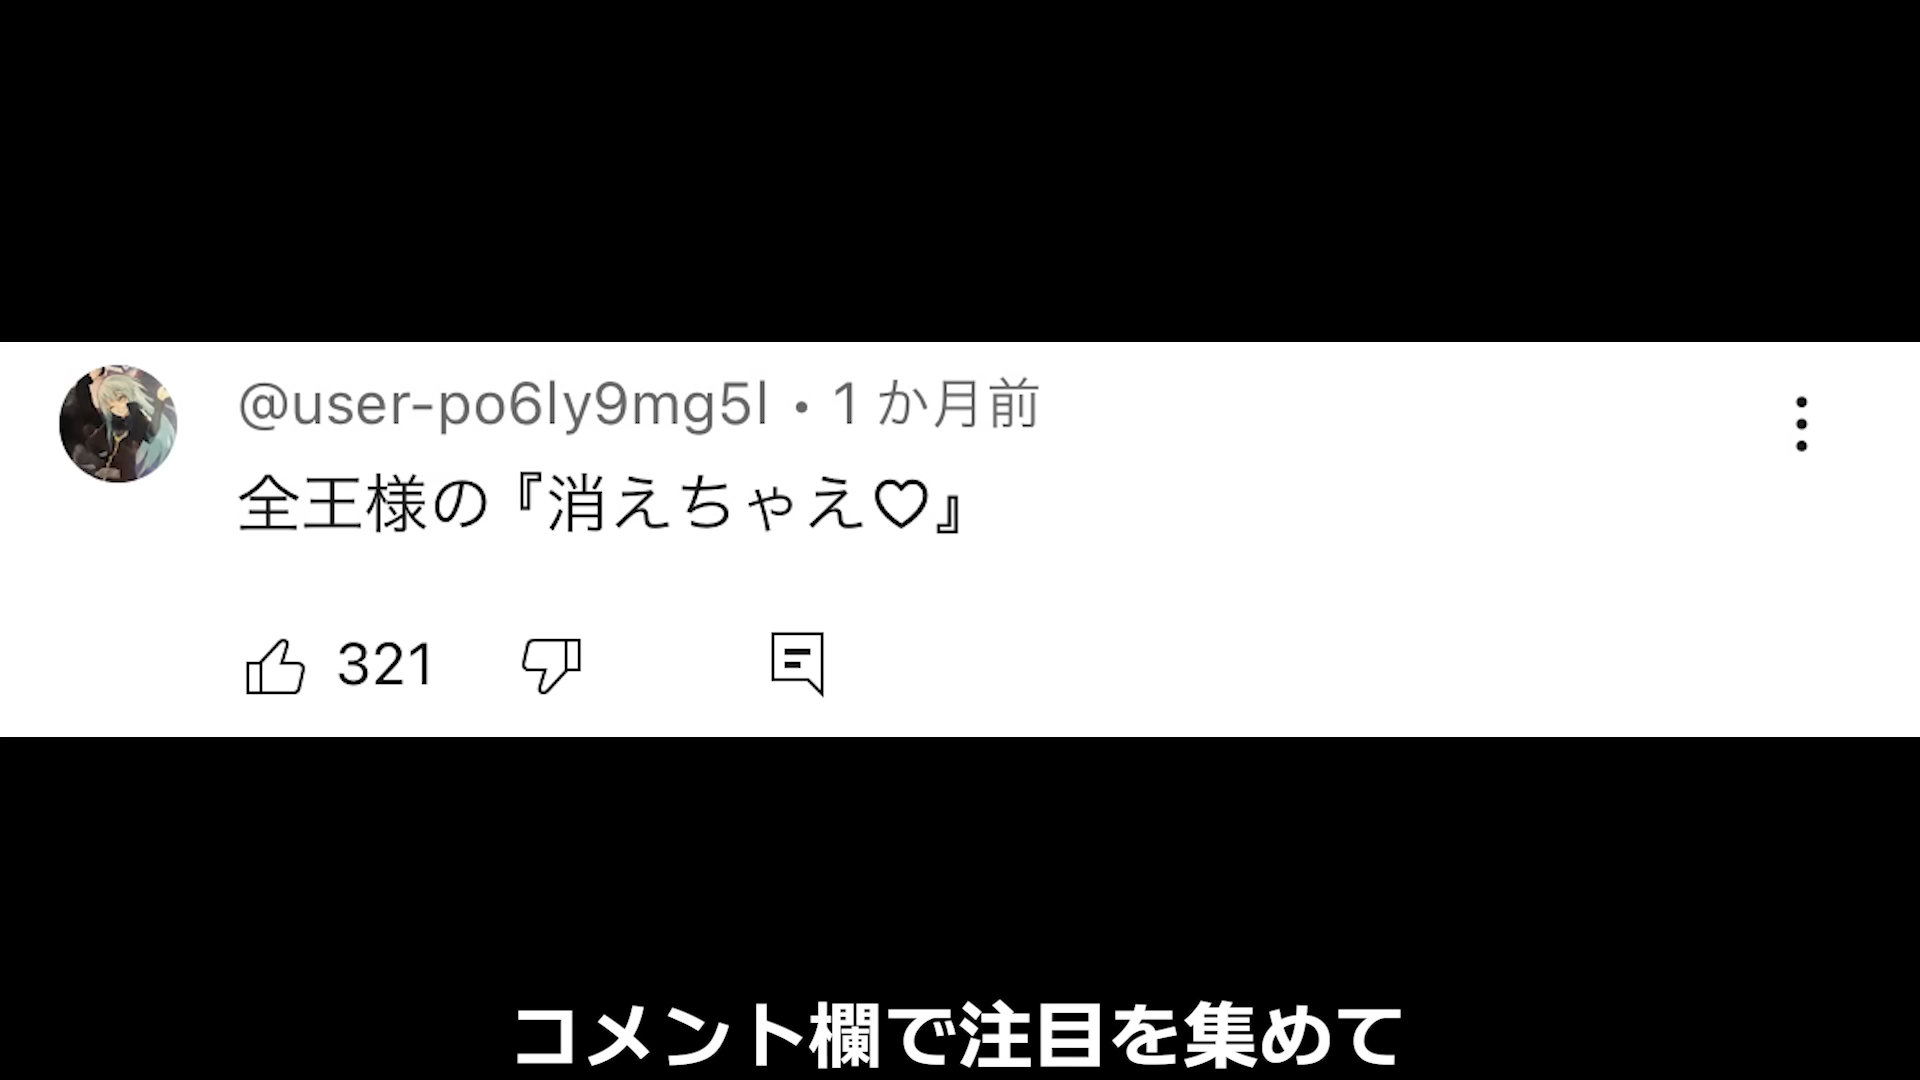 @user-po6ly9mg5l・1 か月前
全王様の『消えちゃえ♡』
321
コメント欄で注目を集めて